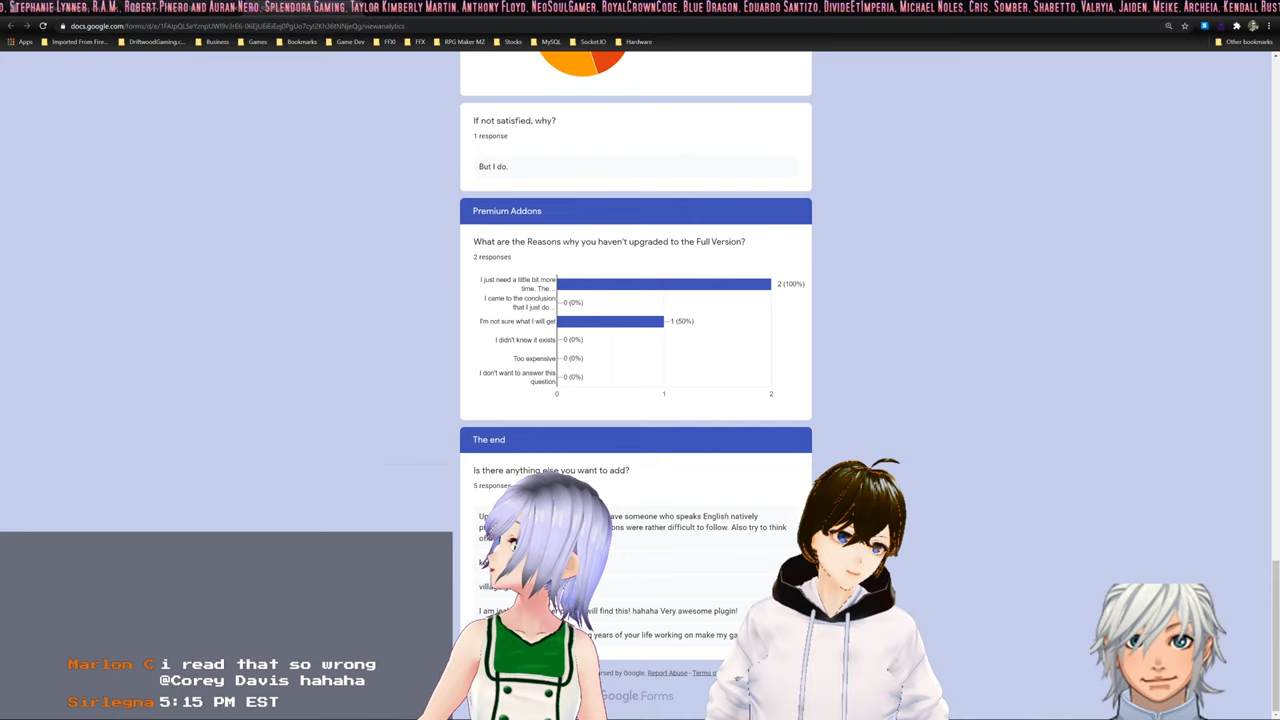 D, STEPHANIE LYNNER, R.A.M., ROBERT PINERO AND AURAN-NERO, SPLENDORA GAMING, TAYLOR KIMBERLY MARTIN, ANTHONY FLOYD, NEOSOULGAMER, ROYALCROWNCODE, BLUE DRAGON, EDUARDO SANTIZO, DIVIDEETIMPERIA, MICHAEL NOLES, CRIS, SOMBER, SHABETTO, VALRYIA, JAIDEN, MEIKE, ARCHEIA, KENDALL RUS
Apps Imported From Fire... DriftwoodGaming.c... Business Games Bookmarks Game Dev FFXI FFX RPG Maker MZ Stocks MySQL Socket.IO Hardware Other bookmarks
If not satisfied, why?
1 response
But I do.
Premium Addons
What are the Reasons why you haven't upgraded to the Full Version?
2 responses
I just need a little bit more time. The... 2 (100%)
I came to the conclusion that I just do... 0 (0%)
I'm not sure what I will get 1 (50%)
I didn't knew it exists 0 (0%)
Too expensive 0 (0%)
I don't want to answer this question 0 (0%)
0 1 2
The end
Is there anything else you want to add?
5 responses
ave someone who speaks English natively
ons were rather difficult to follow. Also try to think
I am will find this! hahaha Very awesome plugin!
years of your life working on make my ga
Google. Report Abuse - Terms o
Google Forms
Marlon C i read that so wrong
@Corey Davis hahaha
Sirlegna 5:15 PM EST